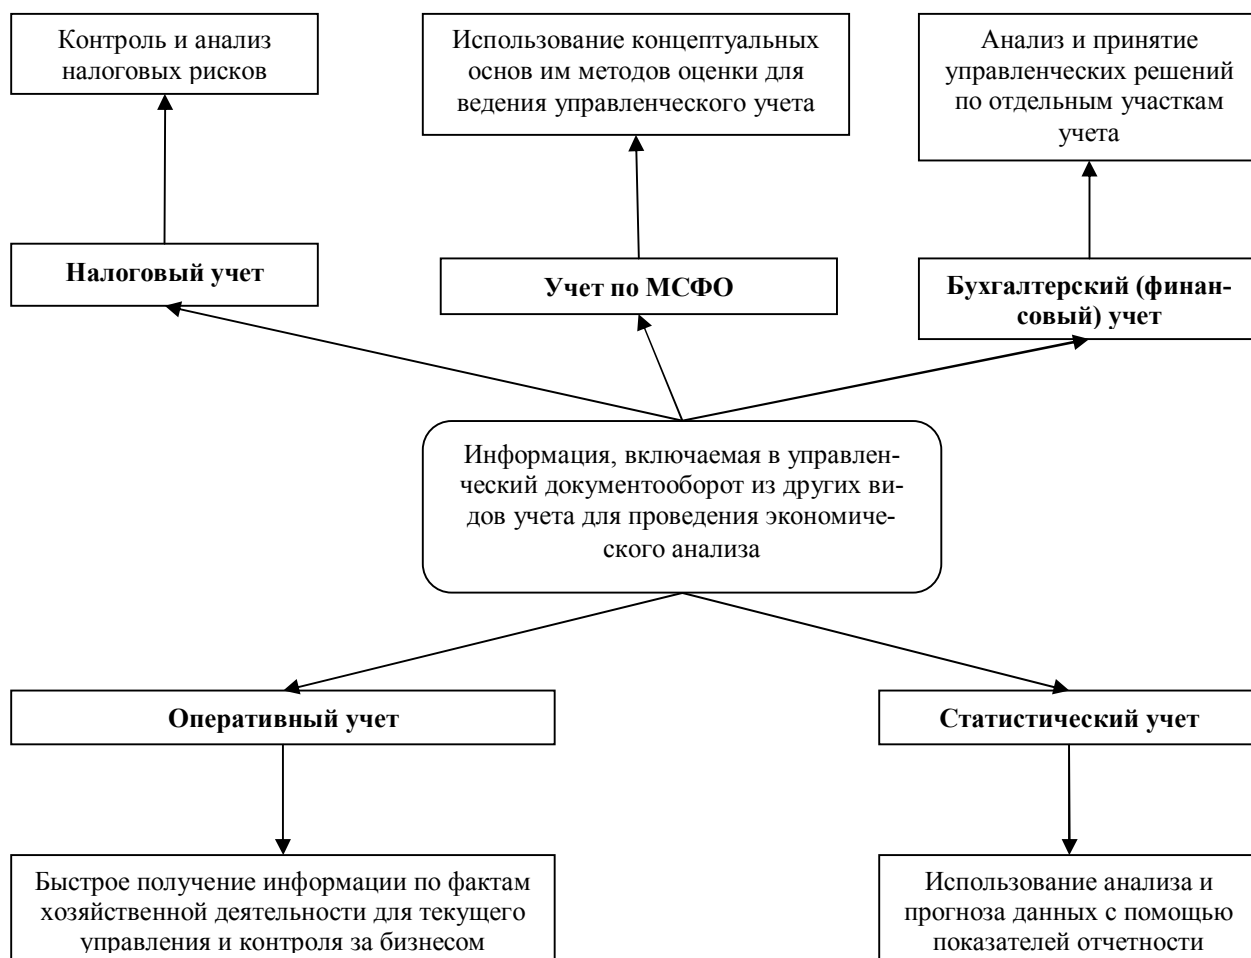 Контроль и анализ
налоговых рисков
Использование концептуальных
основ им методов оценки для
ведения управленческого учета
Анализ и принятие
управленческих решений
по отдельным участкам
учета
Налоговый учет
Учет по МСФО
Бухгалтерский (финан-
совый) учет
Информация, включаемая в управлен-
ческий документооборот из других ви-
дов учета для проведения экономиче-
ского анализа
Оперативный учет
Статистический учет
Быстрое получение информации по фактам
хозяйственной деятельности для текущего
управления и контроля за бизнесом
Использование анализа и
прогноза данных с помощью
показателей отчетности